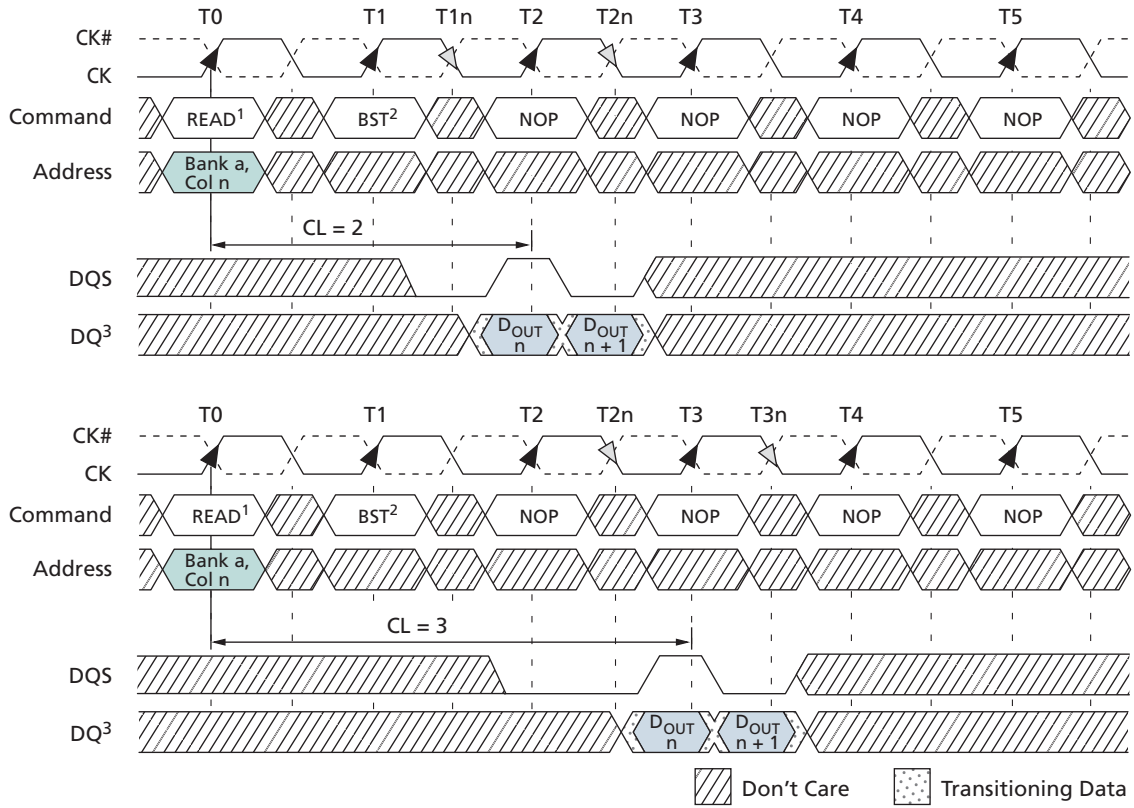 T0 T1 T1n T2 T2n T3 T4 T5
CK#
CK
Command READ1 BST2 NOP NOP NOP NOP
Address Bank a,
Col n
CL = 2
DQS
DQ3 DOUT DOUT
n n + 1
T0 T1 T2 T2n T3 T3n T4 T5
CK#
CK
Command READ1 BST2 NOP NOP NOP NOP
Address Bank a,
Col n
CL = 3
DQS
DQ3 DOUT DOUT
n n + 1
Don't Care Transitioning Data